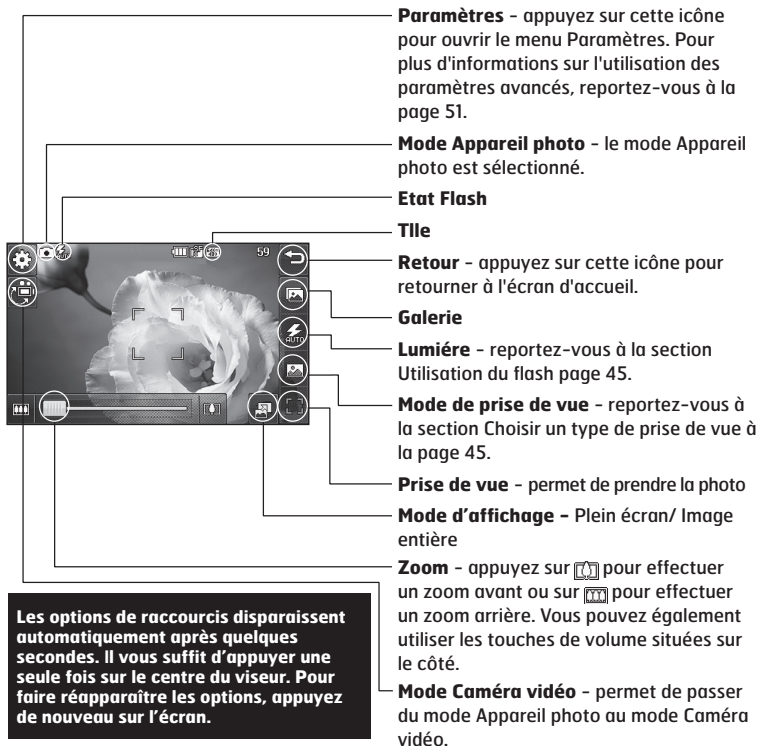 Paramètres - appuyez sur cette icône
pour ouvrir le menu Paramètres. Pour
plus d'informations sur l'utilisation des
paramètres avancés, reportez-vous à la
page 51.
Mode Appareil photo - le mode Appareil
photo est sélectionné.
Etat Flash
Tlle
Retour - appuyez sur cette icône pour
retourner à l'écran d'accueil.
Galerie
Lumiére - reportez-vous à la section
Utilisation du flash page 45.
Mode de prise de vue - reportez-vous à
la section Choisir un type de prise de vue à
la page 45.
Prise de vue - permet de prendre la photo
Mode d'affichage - Plein écran/ Image
entière
Zoom - appuyez sur pour effectuer
un zoom avant ou sur pour effectuer
un zoom arrière. Vous pouvez également
utiliser les touches de volume situées sur
le côté.
Mode Caméra vidéo - permet de passer
du mode Appareil photo au mode Caméra
vidéo.
59
AUTO
Les options de raccourcis disparaissent
automatiquement après quelques
secondes. Il vous suffit d'appuyer une
seule fois sur le centre du viseur. Pour
faire réapparaître les options, appuyez
de nouveau sur l'écran.